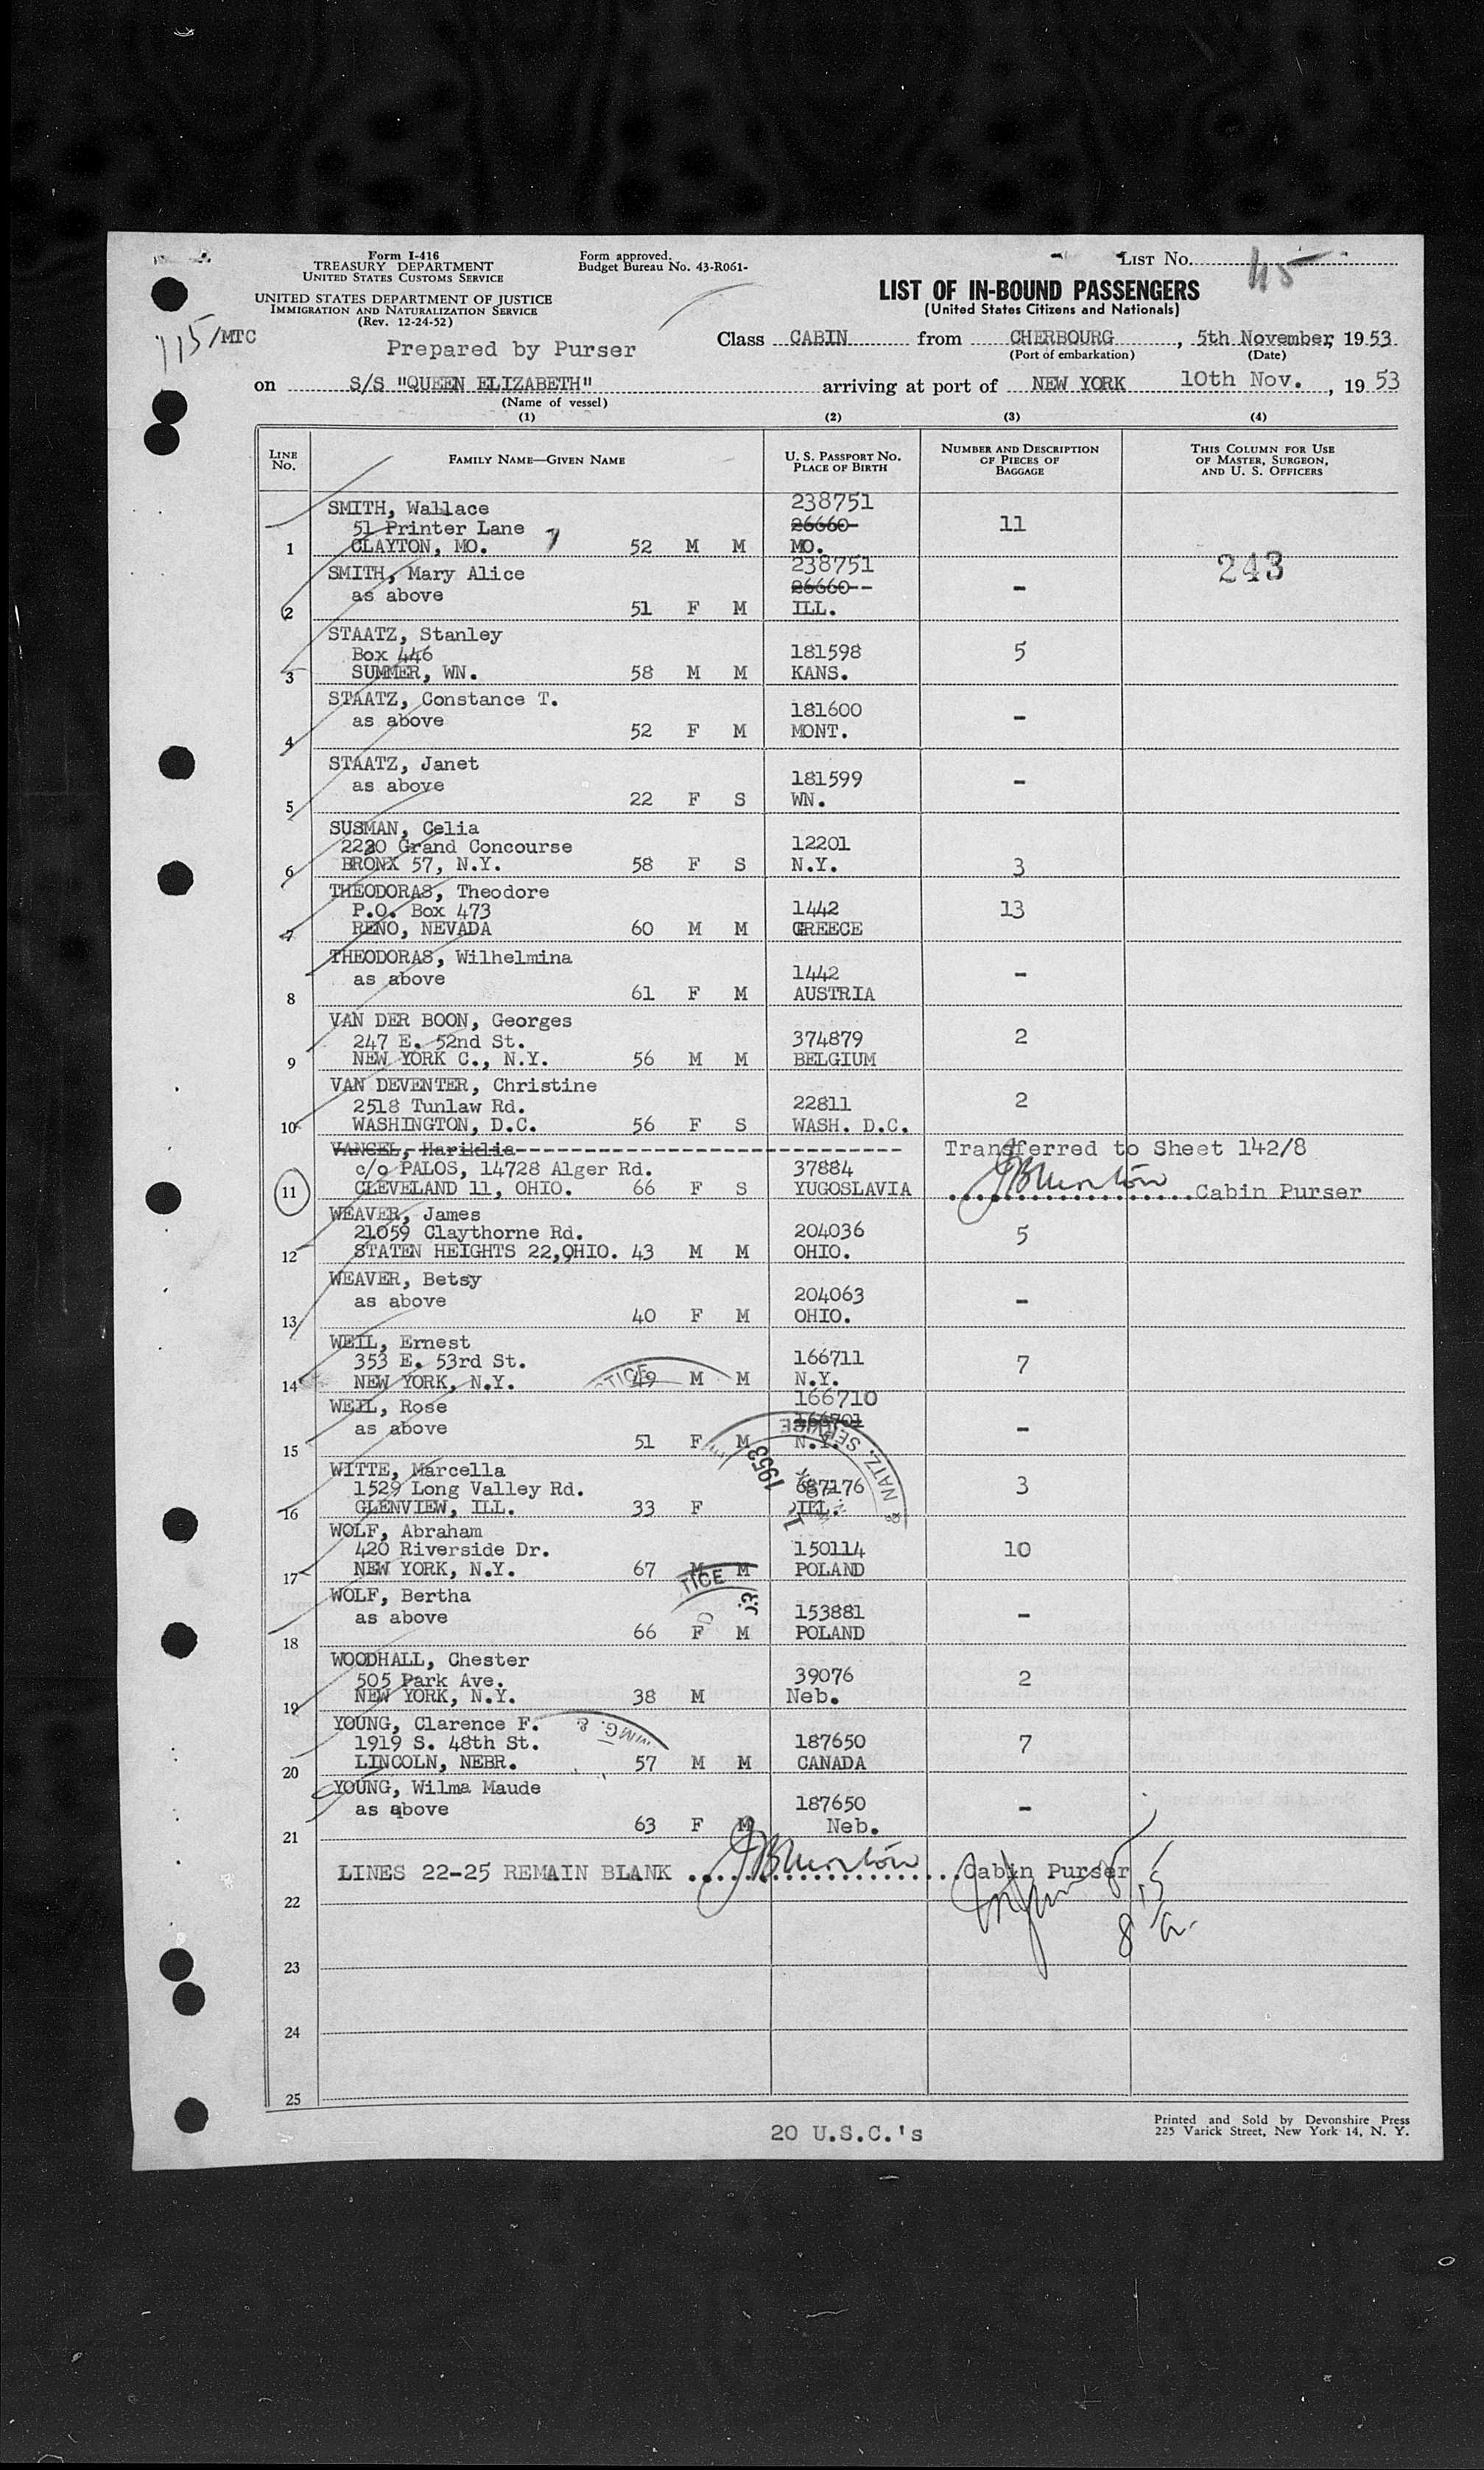 Form I-416
TREASURY DEPARTMENT
UNITED STATES CUSTOMS SERVICE
UNITED STATES DEPARTMENT OF JUSTICE
IMMIGRATION AND NATURALIZATION SERVICE
(Rev. 12-24-52)
Form approved.
Budget Bureau No. 43-R061-
LIST No. 45
LIST OF IN-BOUND PASSENGERS
(United States Citizens and Nationals)
115/MTC
Prepared by Purser
Class CABIN from CHERBOURG, 5th November, 1953
(Port of embarkation) (Date)
on S/S "QUEEN ELIZABETH" arriving at port of NEW YORK 10th Nov., 1953
(Name of vessel)
(1) (2) (3) (4)
LINE No. FAMILY NAME—GIVEN NAME U. S. PASSPORT NO. PLACE OF BIRTH NUMBER AND DESCRIPTION OF PIECES OF BAGGAGE THIS COLUMN FOR USE OF MASTER, SURGEON, AND U. S. OFFICERS
SMITH, Wallace 238751
51 Printer Lane 26660- 11
1 CLAYTON, MO. 7 52 M M MO.
SMITH, Mary Alice 238751 243
as above 26660-- -
2 51 F M ILL.
STAATZ, Stanley
Box 446 181598 5
3 SUMMER, WN. 58 M M KANS.
STAATZ, Constance T.
as above 181600 -
4 52 F M MONT.
STAATZ, Janet
as above 181599 -
5 22 F S WN.
SUSMAN, Celia
2220 Grand Concourse 12201
6 BRONX 57, N.Y. 58 F S N.Y. 3
THEODORAS, Theodore
P.O. Box 473 1442 13
7 RENO, NEVADA 60 M M GREECE
THEODORAS, Wilhelmina
as above 1442 -
8 61 F M AUSTRIA
VAN DER BOON, Georges
247 E. 52nd St. 374879 2
9 NEW YORK C., N.Y. 56 M M BELGIUM
VAN DEVENTER, Christine
2518 Tunlaw Rd. 22811 2
10 WASHINGTON, D.C. 56 F S WASH. D.C.
VANGEL, Hariklia Transferred to Sheet 142/8
c/o PALOS, 14728 Alger Rd. 37884
11 CLEVELAND 11, OHIO. 66 F S YUGOSLAVIA Cabin Purser
WEAVER, James
21059 Claythorne Rd. 204036 5
12 STATEN HEIGHTS 22,OHIO. 43 M M OHIO.
WEAVER, Betsy
as above 204063 -
13 40 F M OHIO.
WEIL, Ernest
353 E. 53rd St. 166711 7
14 NEW YORK, N.Y. 49 M M N.Y.
WEIL, Rose 166710
as above 166701 -
15 51 F M N.Y.
WITTE, Marcella
1529 Long Valley Rd. 687176 3
16 GLENVIEW, ILL. 33 F ILL.
NATZ. SERVICE
1953
WOLF, Abraham
420 Riverside Dr. 150114 10
17 NEW YORK, N.Y. 67 M M POLAND
WOLF, Bertha
as above 153881 -
18 66 F M POLAND
WOODHALL, Chester
505 Park Ave. 39076 2
19 NEW YORK, N.Y. 38 M Neb.
YOUNG, Clarence F.
1919 S. 48th St. 187650 7
20 LINCOLN, NEBR. 57 M M CANADA
YOUNG, Wilma Maude
as above 187650 -
21 63 F M Neb.
LINES 22-25 REMAIN BLANK Cabin Purser
22
23
24
25
20 U.S.C.'s
Printed and Sold by Devonshire Press
225 Varick Street, New York 14, N. Y.